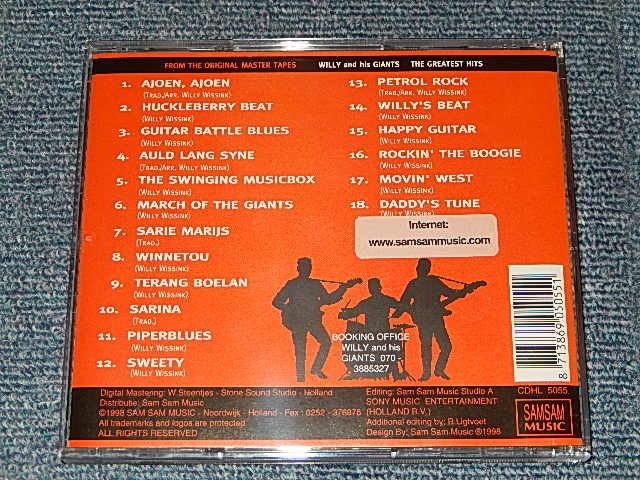 FROM THE ORIGINAL MASTER TAPES WILLY and his GIANTS THE GREATEST HITS
1. AJOEN, AJOEN
(TRAD./ARR. WILLY WISSINK)
2. HUCKLEBERRY BEAT
(WILLY WISSINK)
3. GUITAR BATTLE BLUES
(WILLY WISSINK)
4. AULD LANG SYNE
(TRAD./ARR. WILLY WISSINK)
5. THE SWINGING MUSICBOX
(WILLY WISSINK)
6. MARCH OF THE GIANTS
(WILLY WISSINK)
7. SARIE MARIJS
(TRAD.)
8. WINNETOU
(WILLY WISSINK)
9. TERANG BOELAN
(WILLY WISSINK)
10. SARINA
(TRAD.)
11. PIPERBLUES
(WILLY WISSINK)
12. SWEETY
(WILLY WISSINK)
13. PETROL ROCK
(TRAD./ARR. WILLY WISSINK)
14. WILLY'S BEAT
(WILLY WISSINK)
15. HAPPY GUITAR
(WILLY WISSINK)
16. ROCKIN' THE BOOGIE
(WILLY WISSINK)
17. MOVIN' WEST
(WILLY WISSINK)
18. DADDY'S TUNE
(WILLY WISSINK)
Internet:
www.samsammusic.com
BOOKING OFFICE
WILLY and his
GIANTS 070 -
3885327
8 713869 050551
Digital Mastering: W.Steentjes - Stone Sound Studio - Holland
Distributie: Sam Sam Music
©1998 SAM SAM MUSIC - Noordwijk - Holland - Fax : 0252 - 376875
All trademarks and logos are protected
ALL RIGHTS RESERVED
Editing: Sam Sam Music Studio A
SONY MUSIC ENTERTAINMENT
(HOLLAND B.V.)
Additional editing by: B.Ugtvoet
Design By: Sam Sam Music ®1998
CDHL 5055
SAMSAM
MUSIC